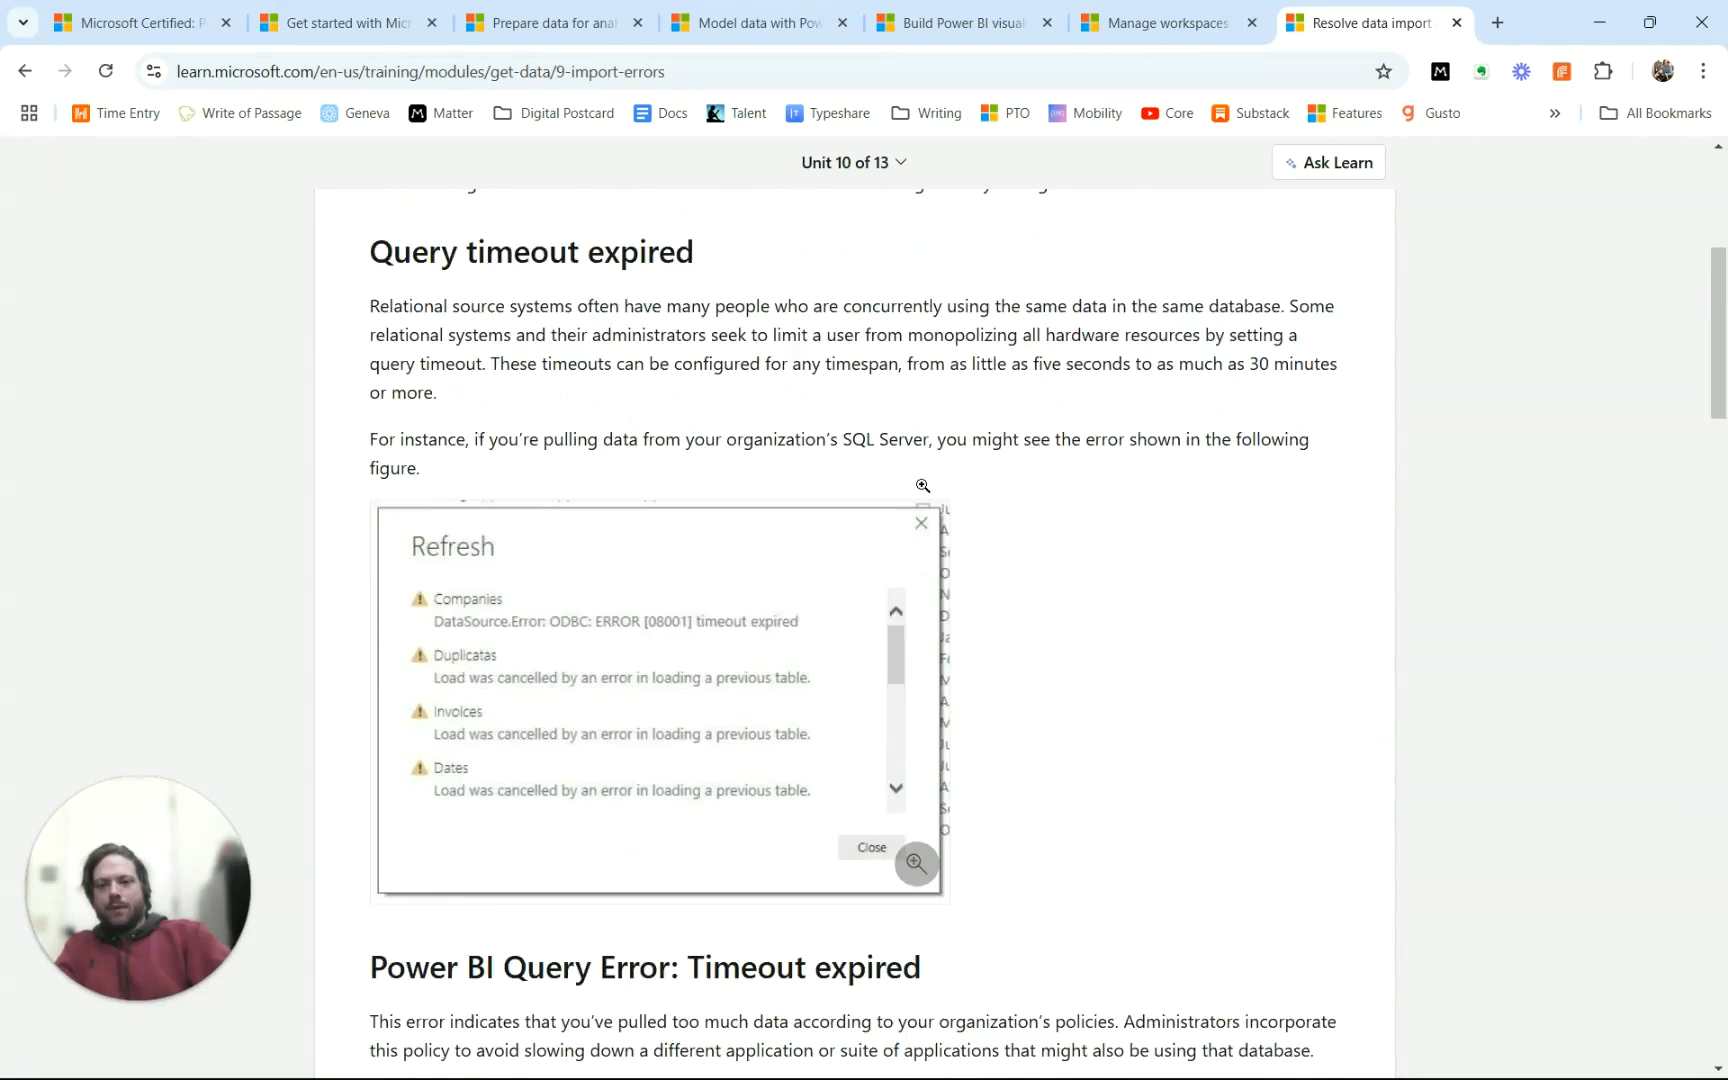 Microsoft Certified: P
Get started with Micr
Prepare data for anal
Model data with Pow
Build Power BI visual
Manage workspaces
Resolve data import
learn.microsoft.com/en-us/training/modules/get-data/9-import-errors
Time Entry
Write of Passage
Geneva
Matter
Digital Postcard
Docs
Talent
Typeshare
Writing
PTO
Mobility
Core
Substack
Features
Gusto
All Bookmarks
Unit 10 of 13
Ask Learn
Query timeout expired
Relational source systems often have many people who are concurrently using the same data in the same database. Some
relational systems and their administrators seek to limit a user from monopolizing all hardware resources by setting a
query timeout. These timeouts can be configured for any timespan, from as little as five seconds to as much as 30 minutes
or more.
For instance, if you're pulling data from your organization's SQL Server, you might see the error shown in the following
figure.
Refresh
Companies
DataSource.Error: ODBC: ERROR [08001] timeout expired
Duplicatas
Load was cancelled by an error in loading a previous table.
Invoices
Load was cancelled by an error in loading a previous table.
Dates
Load was cancelled by an error in loading a previous table.
Close
Power BI Query Error: Timeout expired
This error indicates that you've pulled too much data according to your organization's policies. Administrators incorporate
this policy to avoid slowing down a different application or suite of applications that might also be using that database.